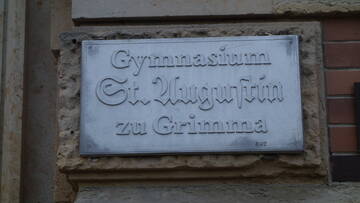 Gymnasium
St. Auguſtin
zu Grimma